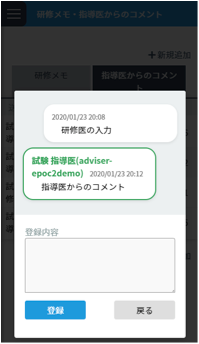 研修メモ・指導医からのコメント
新規追加
研修メモ
指導医からのコメン
ト
2020/01/23 20:08
研修医の入力
試験 指導医(adviser-
epoc2demo) 2020/01/23 20:12
指導医からコメント
登録内容
登録
戻る